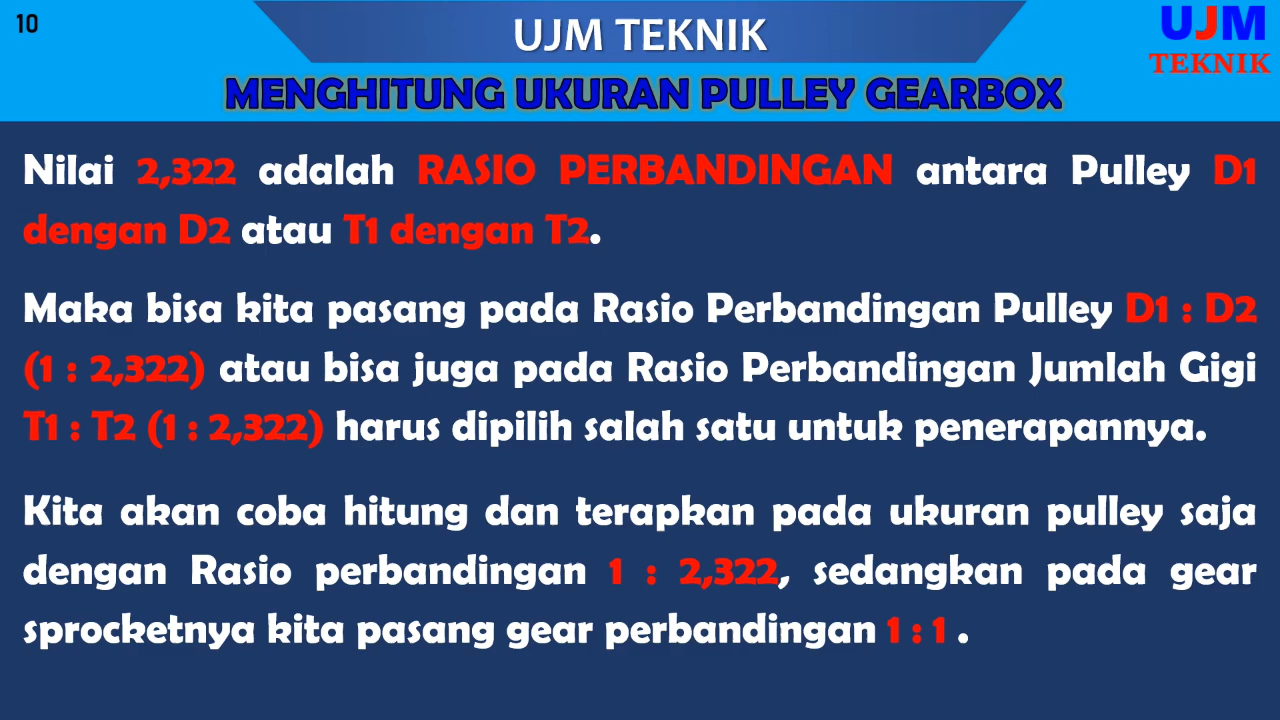 10
UJM TEKNIK
UJM
TEKNIK
MENGHITUNG UKURAN PULLEY GEARBOX
Nilai 2,322 adalah RASIO PERBANDINGAN antara Pulley D1
dengan D2 atau T1 dengan T2.
Maka bisa kita pasang pada Rasio Perbandingan Pulley D1 : D2
(1 : 2,322) atau bisa juga pada Rasio Perbandingan Jumlah Gigi
T1 : T2 (1 : 2,322) harus dipilih salah satu untuk penerapannya.
Kita akan coba hitung dan terapkan pada ukuran pulley saja
dengan Rasio perbandingan 1 : 2,322, sedangkan pada gear
sprocketnya kita pasang gear perbandingan 1 : 1 .